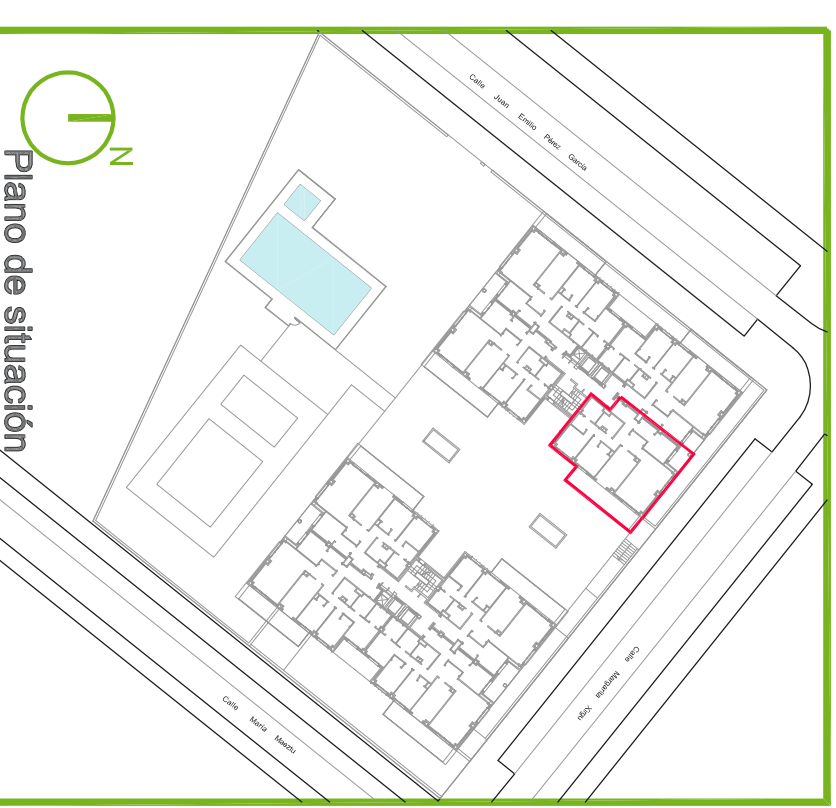 Plano de situación
N
Calle Juan Emilio Pérez García
Calle Margarita Xirgu
Calle María Maeztu